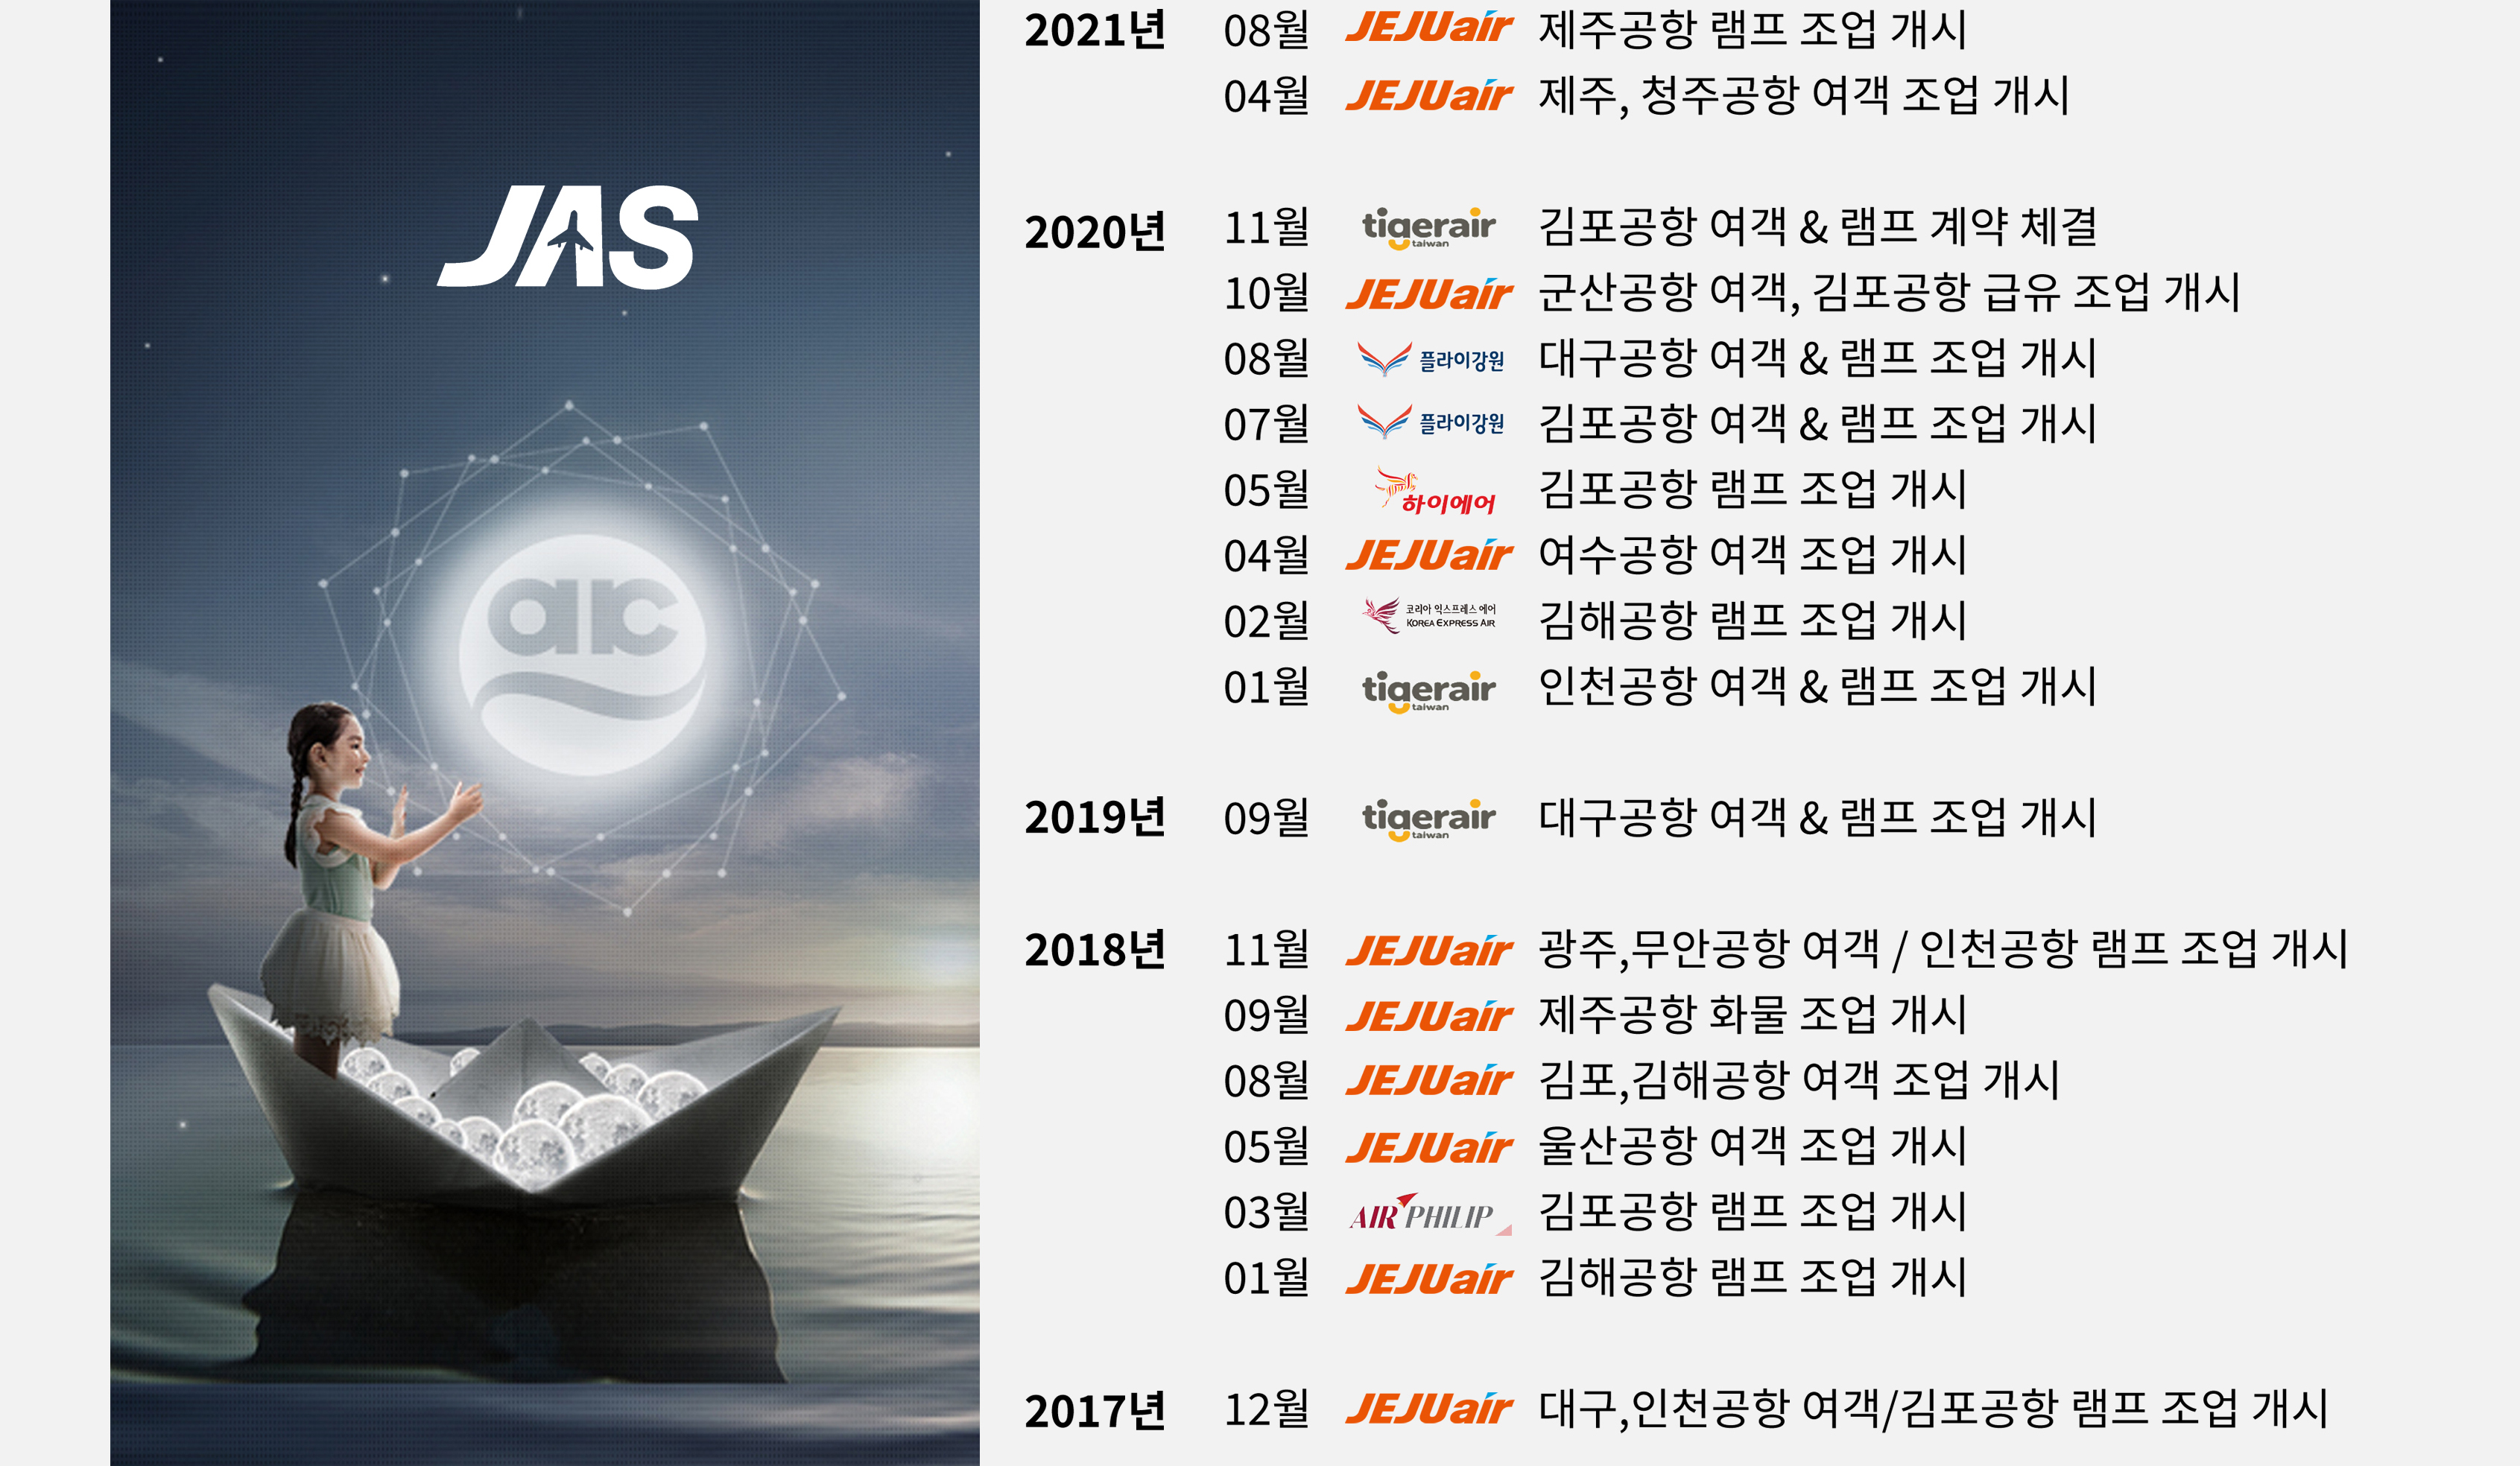 JAS
air
2021년 08월 JEJUair 제주공항 램프 조업 개시
04월 JEJUair 제주, 청주공항 여객 조업 개시
2020년 11월 tigerair taiwan 김포공항 여객 & 램프 계약 체결
10월 JEJUair 군산공항 여객, 김포공항 급유 조업 개시
08월 플라이강원 대구공항 여객 & 램프 조업 개시
07월 플라이강원 김포공항 여객 & 램프 조업 개시
05월 하이에어 김포공항 램프 조업 개시
04월 JEJUair 여수공항 여객 조업 개시
02월 코리아 익스프레스 에어 KOREA EXPRESS AIR 김해공항 램프 조업 개시
01월 tigerair taiwan 인천공항 여객 & 램프 조업 개시
2019년 09월 tigerair taiwan 대구공항 여객 & 램프 조업 개시
2018년 11월 JEJUair 광주,무안공항 여객 / 인천공항 램프 조업 개시
09월 JEJUair 제주공항 화물 조업 개시
08월 JEJUair 김포,김해공항 여객 조업 개시
05월 JEJUair 울산공항 여객 조업 개시
03월 AIR PHILIP 김포공항 램프 조업 개시
01월 JEJUair 김해공항 램프 조업 개시
2017년 12월 JEJUair 대구,인천공항 여객/김포공항 램프 조업 개시